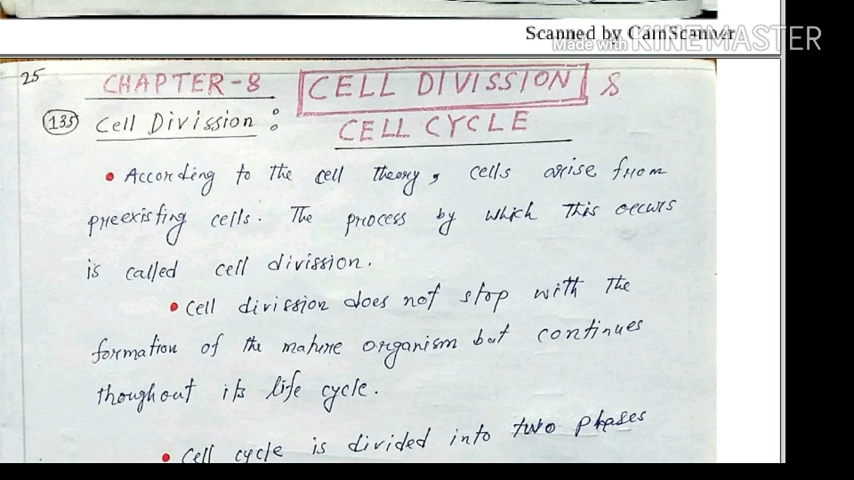 Scanned by CamScanner
Made with KINEMASTER
25
CHAPTER-8 CELL DIVISSION &
CELL CYCLE
135 Cell Divission :
• According to the cell theory, cells arise from
preexisting cells. The process by which this occurs
is called cell divission.
• Cell divission does not stop with the
formation of the mature organism but continues
thoughout its life cycle.
• Cell cycle is divided into two phases